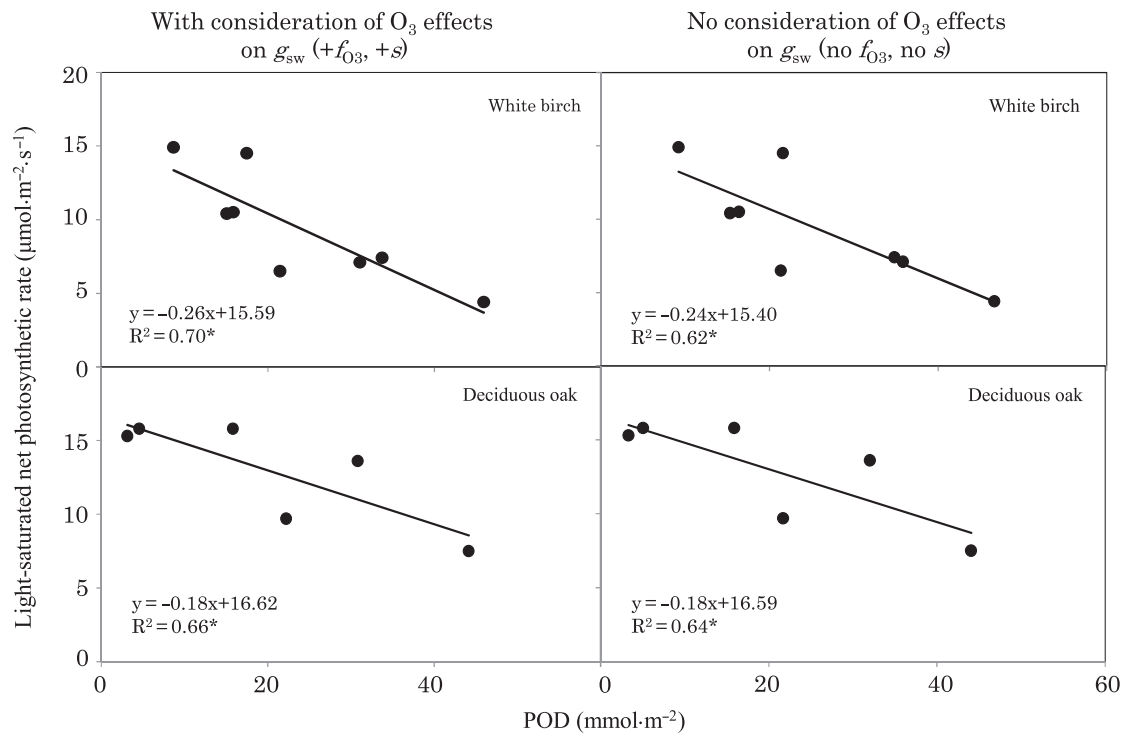 With consideration of O₃ effects
on gsw (+fO3, +s)
No consideration of O₃ effects
on gsw (no fO3, no s)
Light-saturated net photosynthetic rate (μmol·m⁻²·s⁻¹)
20
15
10
5
0
White birch
y=–0.26x+15.59
R²=0.70*
White birch
y=–0.24x+15.40
R²=0.62*
15
10
5
0
Deciduous oak
y=–0.18x+16.62
R²=0.66*
Deciduous oak
y=–0.18x+16.59
R²=0.64*
0 20 40 0 20 40 60
POD (mmol·m⁻²)